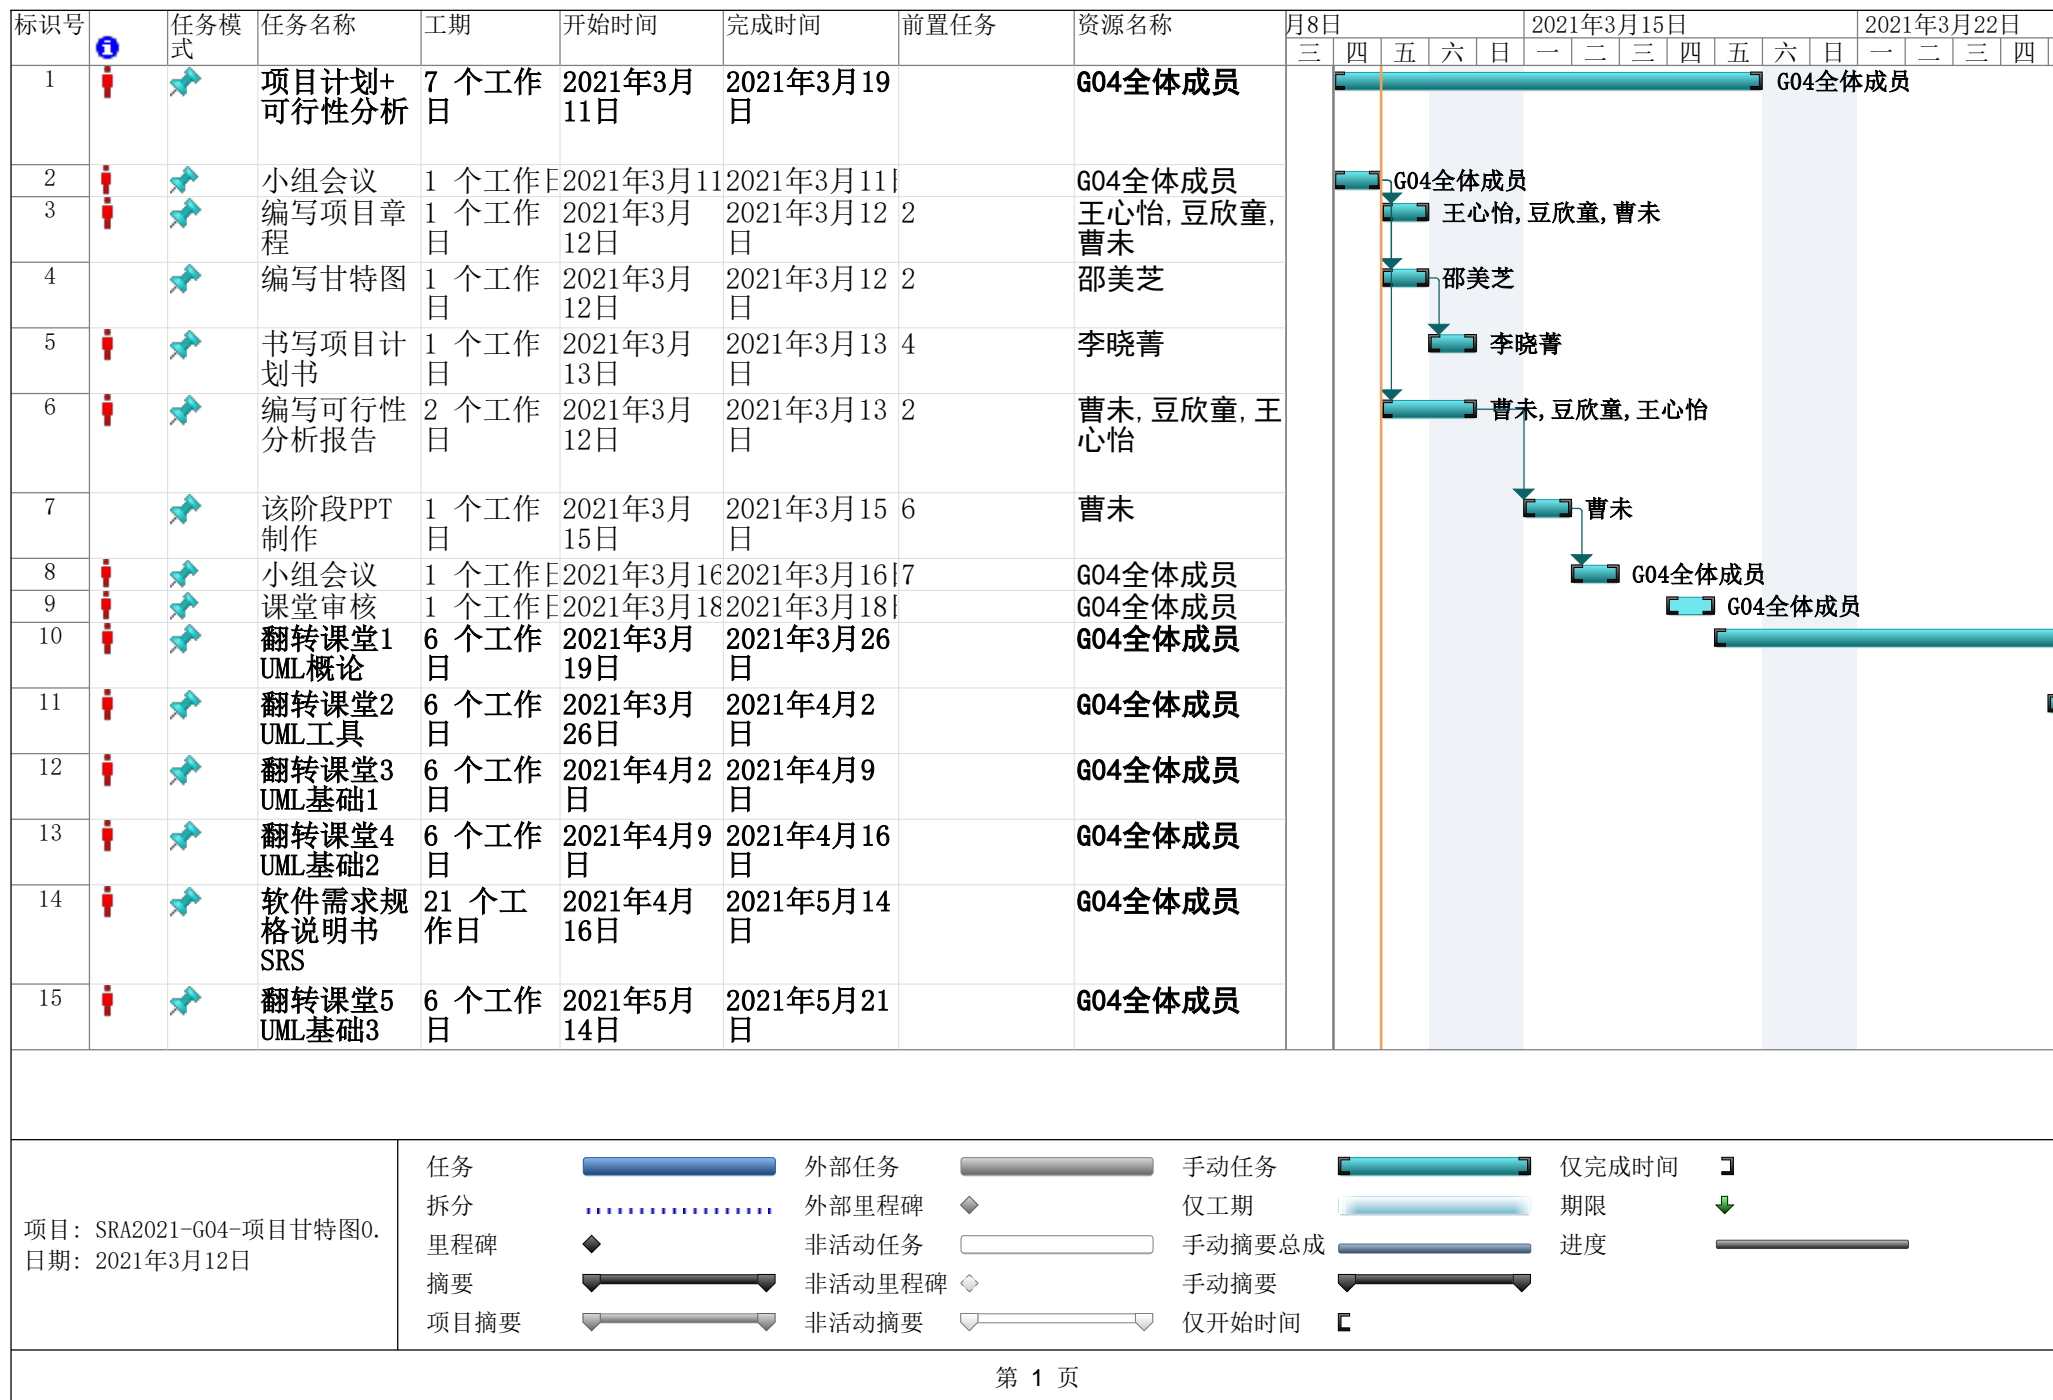 标识号 任务模式 任务名称 工期 开始时间 完成时间 前置任务 资源名称 月8日 2021年3月15日 2021年3月22日
三 四 五 六 日 一 二 三 四 五 六 日 一 二 三 四
1 项目计划+ 7 个工作 2021年3月 2021年3月19 G04全体成员 G04全体成员
可行性分析 日 11日 日
2 小组会议 1 个工作日 2021年3月11 2021年3月11日 G04全体成员 G04全体成员
3 编写项目章 1 个工作 2021年3月 2021年3月12 2 王心怡,豆欣童, 王心怡,豆欣童,曹未
程 日 12日 日 曹未
4 编写甘特图 1 个工作 2021年3月 2021年3月12 2 邵美芝 邵美芝
日 12日 日
5 书写项目计 1 个工作 2021年3月 2021年3月13 4 李晓菁 李晓菁
划书 日 13日 日
6 编写可行性 2 个工作 2021年3月 2021年3月13 2 曹未,豆欣童,王 曹未,豆欣童,王心怡
分析报告 日 12日 日 心怡
7 该阶段PPT 1 个工作 2021年3月 2021年3月15 6 曹未 曹未
制作 日 15日 日
8 小组会议 1 个工作日 2021年3月16 2021年3月16日 7 G04全体成员 G04全体成员
9 课堂审核 1 个工作日 2021年3月18 2021年3月18日 G04全体成员 G04全体成员
10 翻转课堂1 6 个工作 2021年3月 2021年3月26 G04全体成员
UML概论 日 19日 日
11 翻转课堂2 6 个工作 2021年3月 2021年4月2 G04全体成员
UML工具 日 26日 日
12 翻转课堂3 6 个工作 2021年4月2 2021年4月9 G04全体成员
UML基础1 日 日 日
13 翻转课堂4 6 个工作 2021年4月9 2021年4月16 G04全体成员
UML基础2 日 日 日
14 软件需求规 21 个工 2021年4月 2021年5月14 G04全体成员
格说明书 作日 16日 日
SRS
15 翻转课堂5 6 个工作 2021年5月 2021年5月21 G04全体成员
UML基础3 日 14日 日
项目: SRA2021-G04-项目甘特图0.
日期: 2021年3月12日
任务 外部任务 手动任务 仅完成时间
拆分 外部里程碑 仅工期 期限
里程碑 非活动任务 手动摘要总成 进度
摘要 非活动里程碑 手动摘要
项目摘要 非活动摘要 仅开始时间
第 1 页